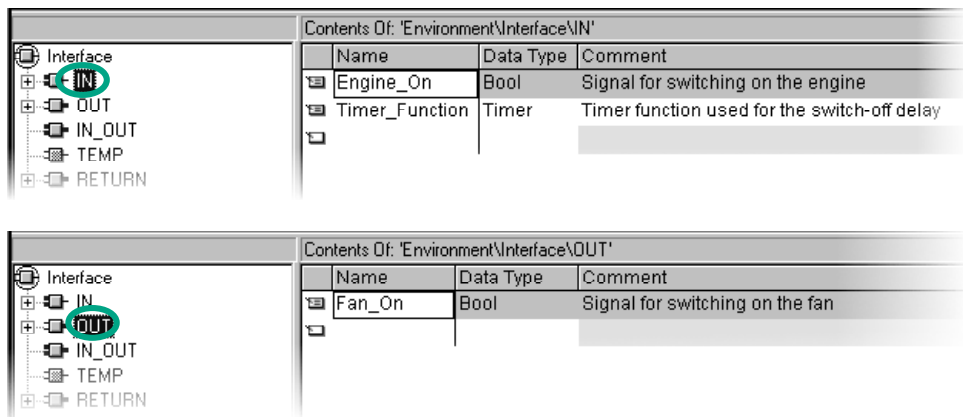 Contents Of: 'Environment\Interface\IN'
Interface
Name Data Type Comment
IN
Engine_On Bool Signal for switching on the engine
OUT
Timer_Function Timer Timer function used for the switch-off delay
IN_OUT
TEMP
RETURN
Contents Of: 'Environment\Interface\OUT'
Interface
Name Data Type Comment
IN
Fan_On Bool Signal for switching on the fan
OUT
IN_OUT
TEMP
RETURN